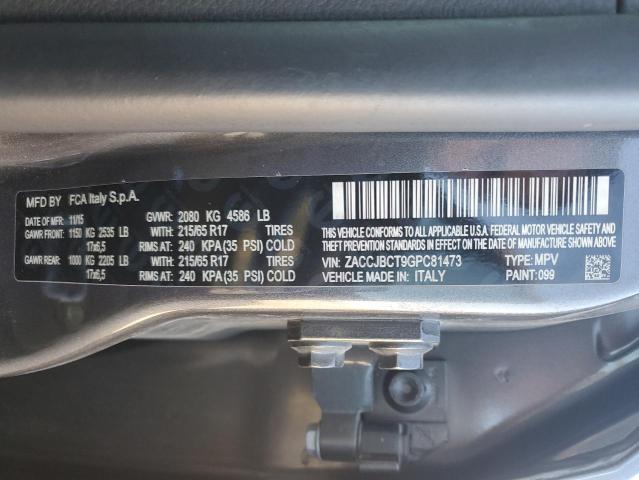 MFD BY FCA Italy S.p.A.
DATE OF MFR: 11/15 GVWR: 2080 KG 4586 LB
GAWR FRONT: 1150 KG 2535 LB WITH 215/65 R17 TIRES
17x6,5 RIMS AT: 240 KPA (35 PSI) COLD
GAWR REAR: 1000 KG 2205 LB WITH: 215/65 R17 TIRES
17x6,5 RIMS AT: 240 KPA (35 PSI) COLD
THIS VEHICLE CONFORMS TO ALL APPLICABLE U.S.A. FEDERAL MOTOR VEHICLE SAFETY
AND THEFT PREVENTION STANDARDS IN EFFECT ON THE DATE OF MANUFACTURE SHOWN ABOVE
VIN: ZACCJBCT9GPC81473 TYPE: MPV
VEHICLE MADE IN: ITALY PAINT: 099